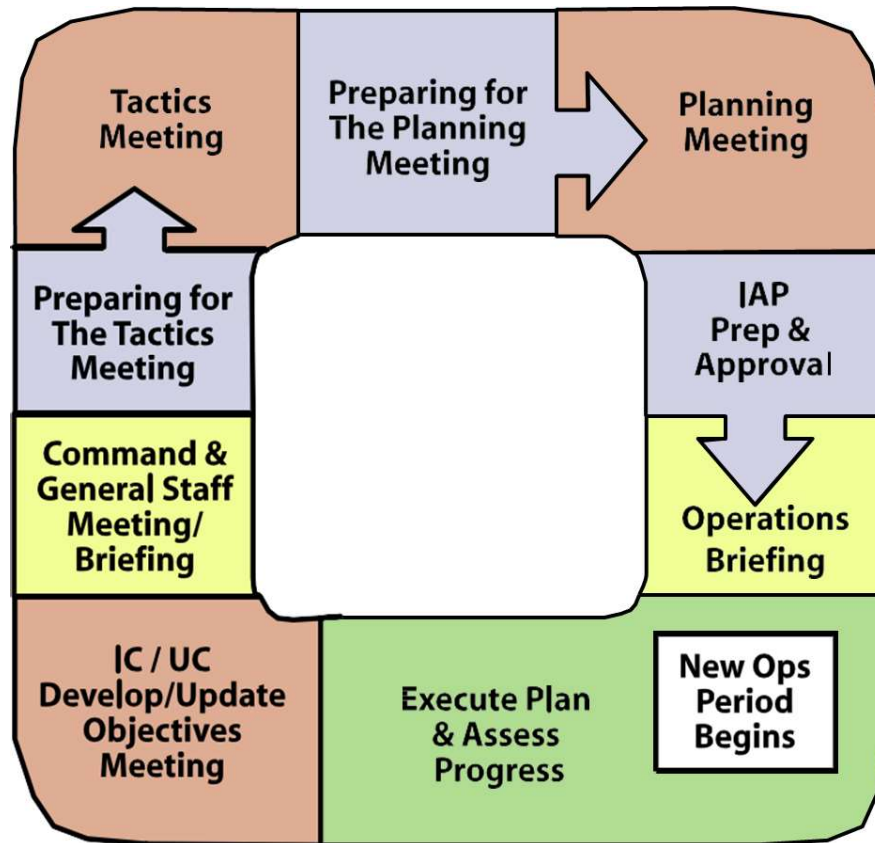 Tactics
Meeting
Preparing for
The Planning
Meeting
Planning
Meeting
Preparing for
The Tactics
Meeting
IAP
Prep &
Approval
Command &
General Staff
Meeting/
Briefing
Operations
Briefing
IC / UC
Develop/Update
Objectives
Meeting
Execute Plan
& Assess
Progress
New Ops
Period
Begins